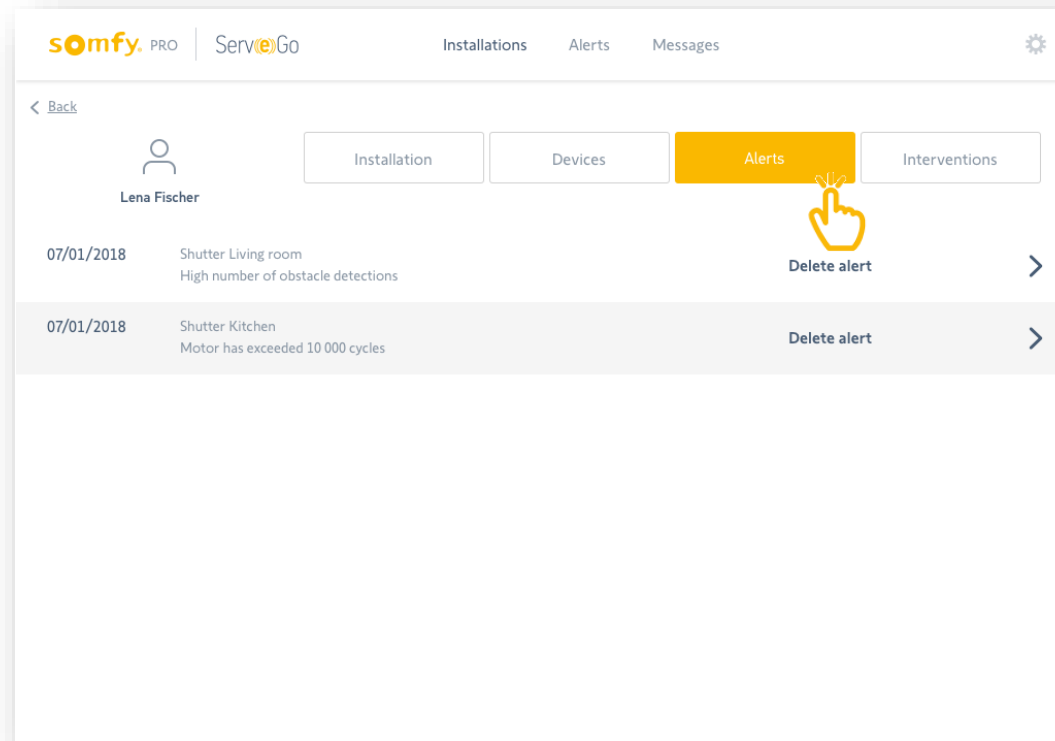 somfy. PRO Serv(e)Go Installations Alerts Messages
Back
Installation Devices Alerts Interventions
Lena Fischer
07/01/2018 Shutter Living room
High number of obstacle detections
Delete alert
07/01/2018 Shutter Kitchen
Motor has exceeded 10 000 cycles
Delete alert